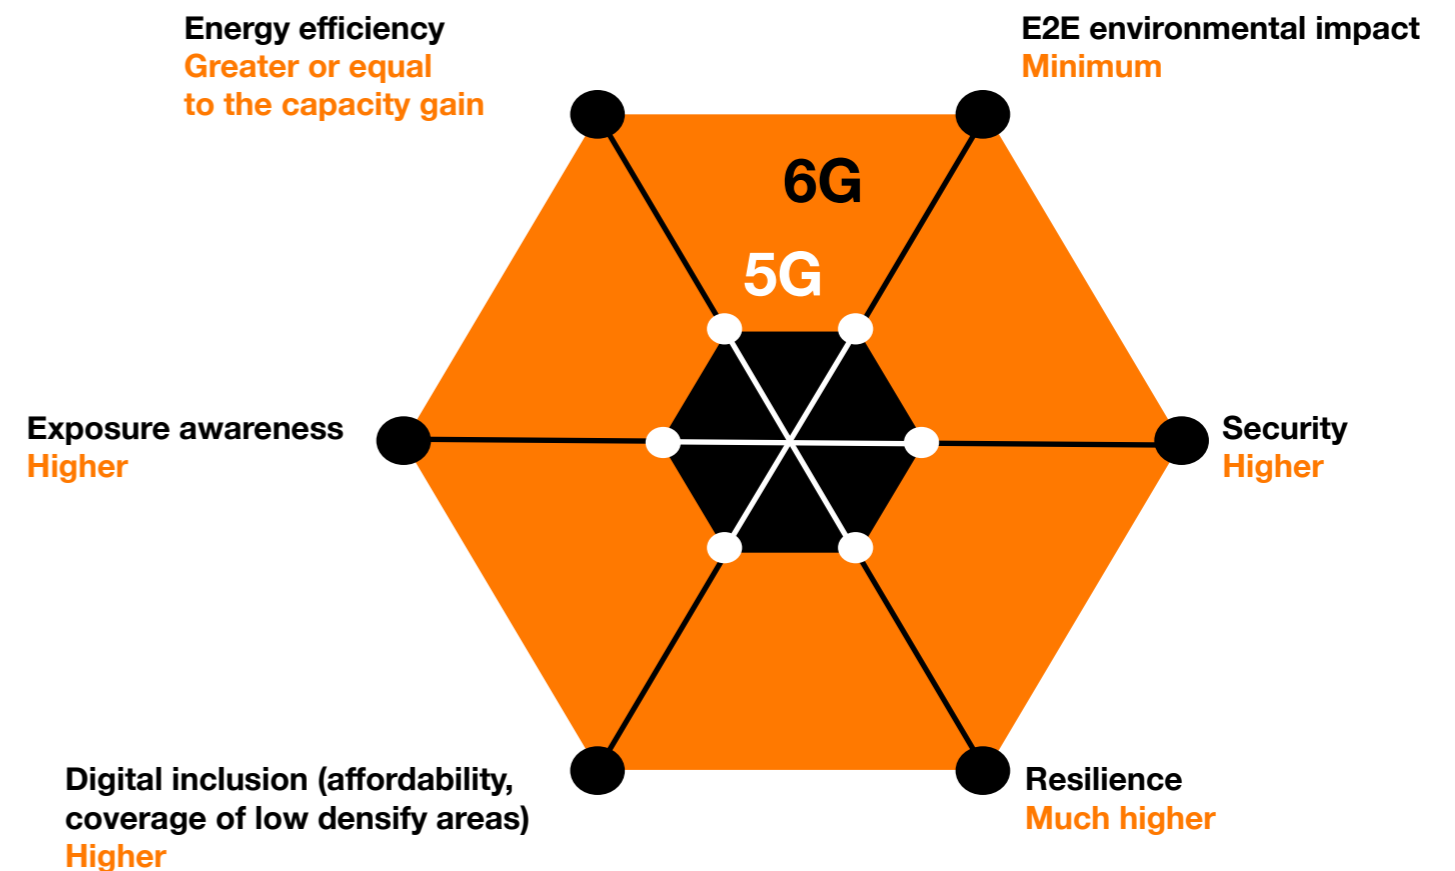 Energy efficiency
Greater or equal
to the capacity gain
E2E environmental impact
Minimum
6G
5G
Exposure awareness
Higher
Security
Higher
Digital inclusion (affordability,
coverage of low densify areas)
Higher
Resilience
Much higher